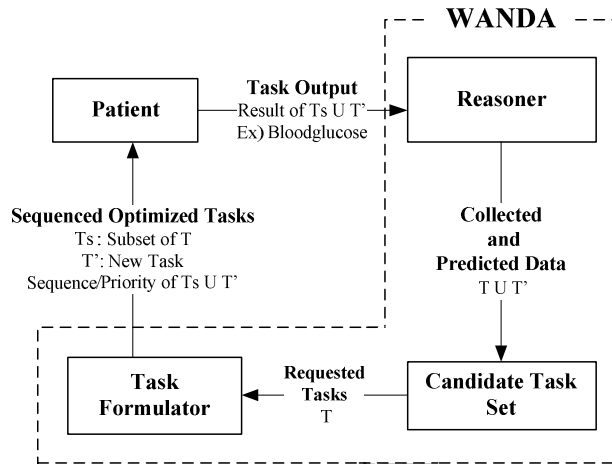 WANDA
Patient
Task Output
Result of Ts U T’
Ex) Bloodglucose
Reasoner
Sequenced Optimized Tasks
Ts : Subset of T
T’: New Task
Sequence/Priority of Ts U T’
Collected
and
Predicted Data
T U T’
Task
Formulator
Requested
Tasks
T
Candidate Task
Set